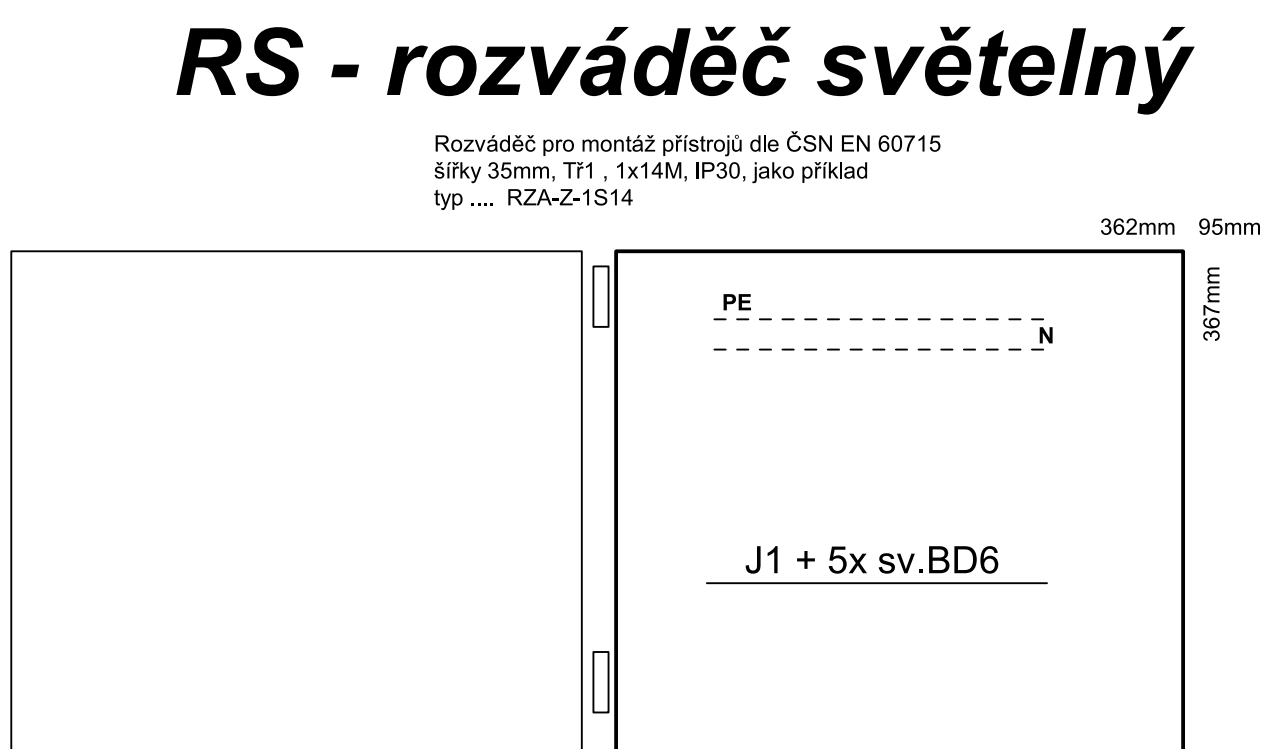 RS - rozváděč světelný
Rozváděč pro montáž přístrojů dle ČSN EN 60715
šířky 35mm, Tř1 , 1x14M, IP30, jako příklad
typ .... RZA-Z-1S14
362mm 95mm
367mm
PE
N
J1 + 5x sv.BD6